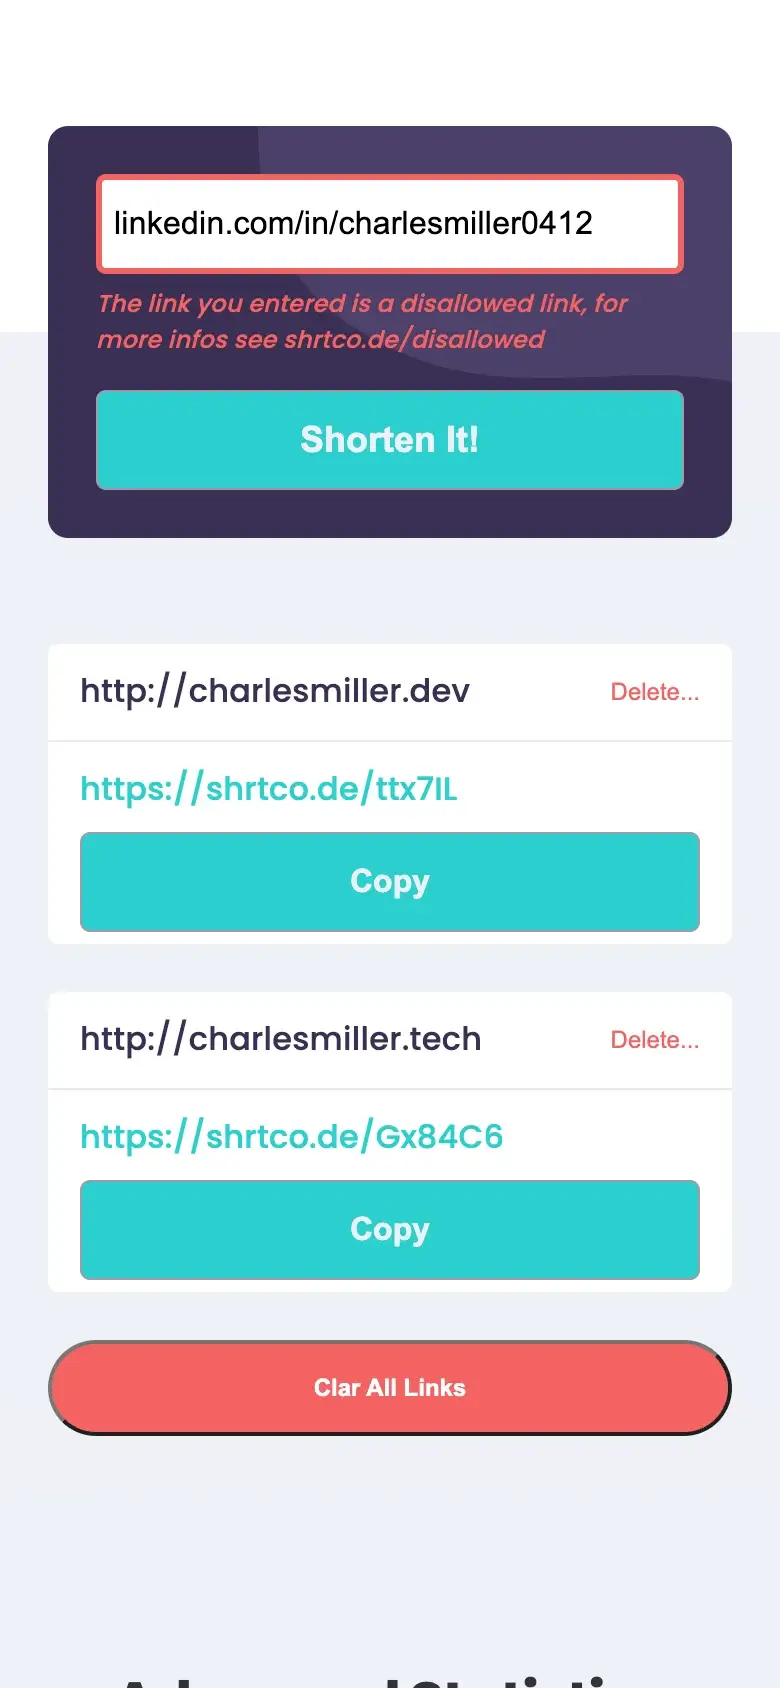 linkedin.com/in/charlesmiller0412
The link you entered is a disallowed link, for
more infos see shrtco.de/disallowed
Shorten It!
http://charlesmiller.dev
Delete...
https://shrtco.de/ttx7IL
Copy
http://charlesmiller.tech
Delete...
https://shrtco.de/Gx84C6
Copy
Clar All Links